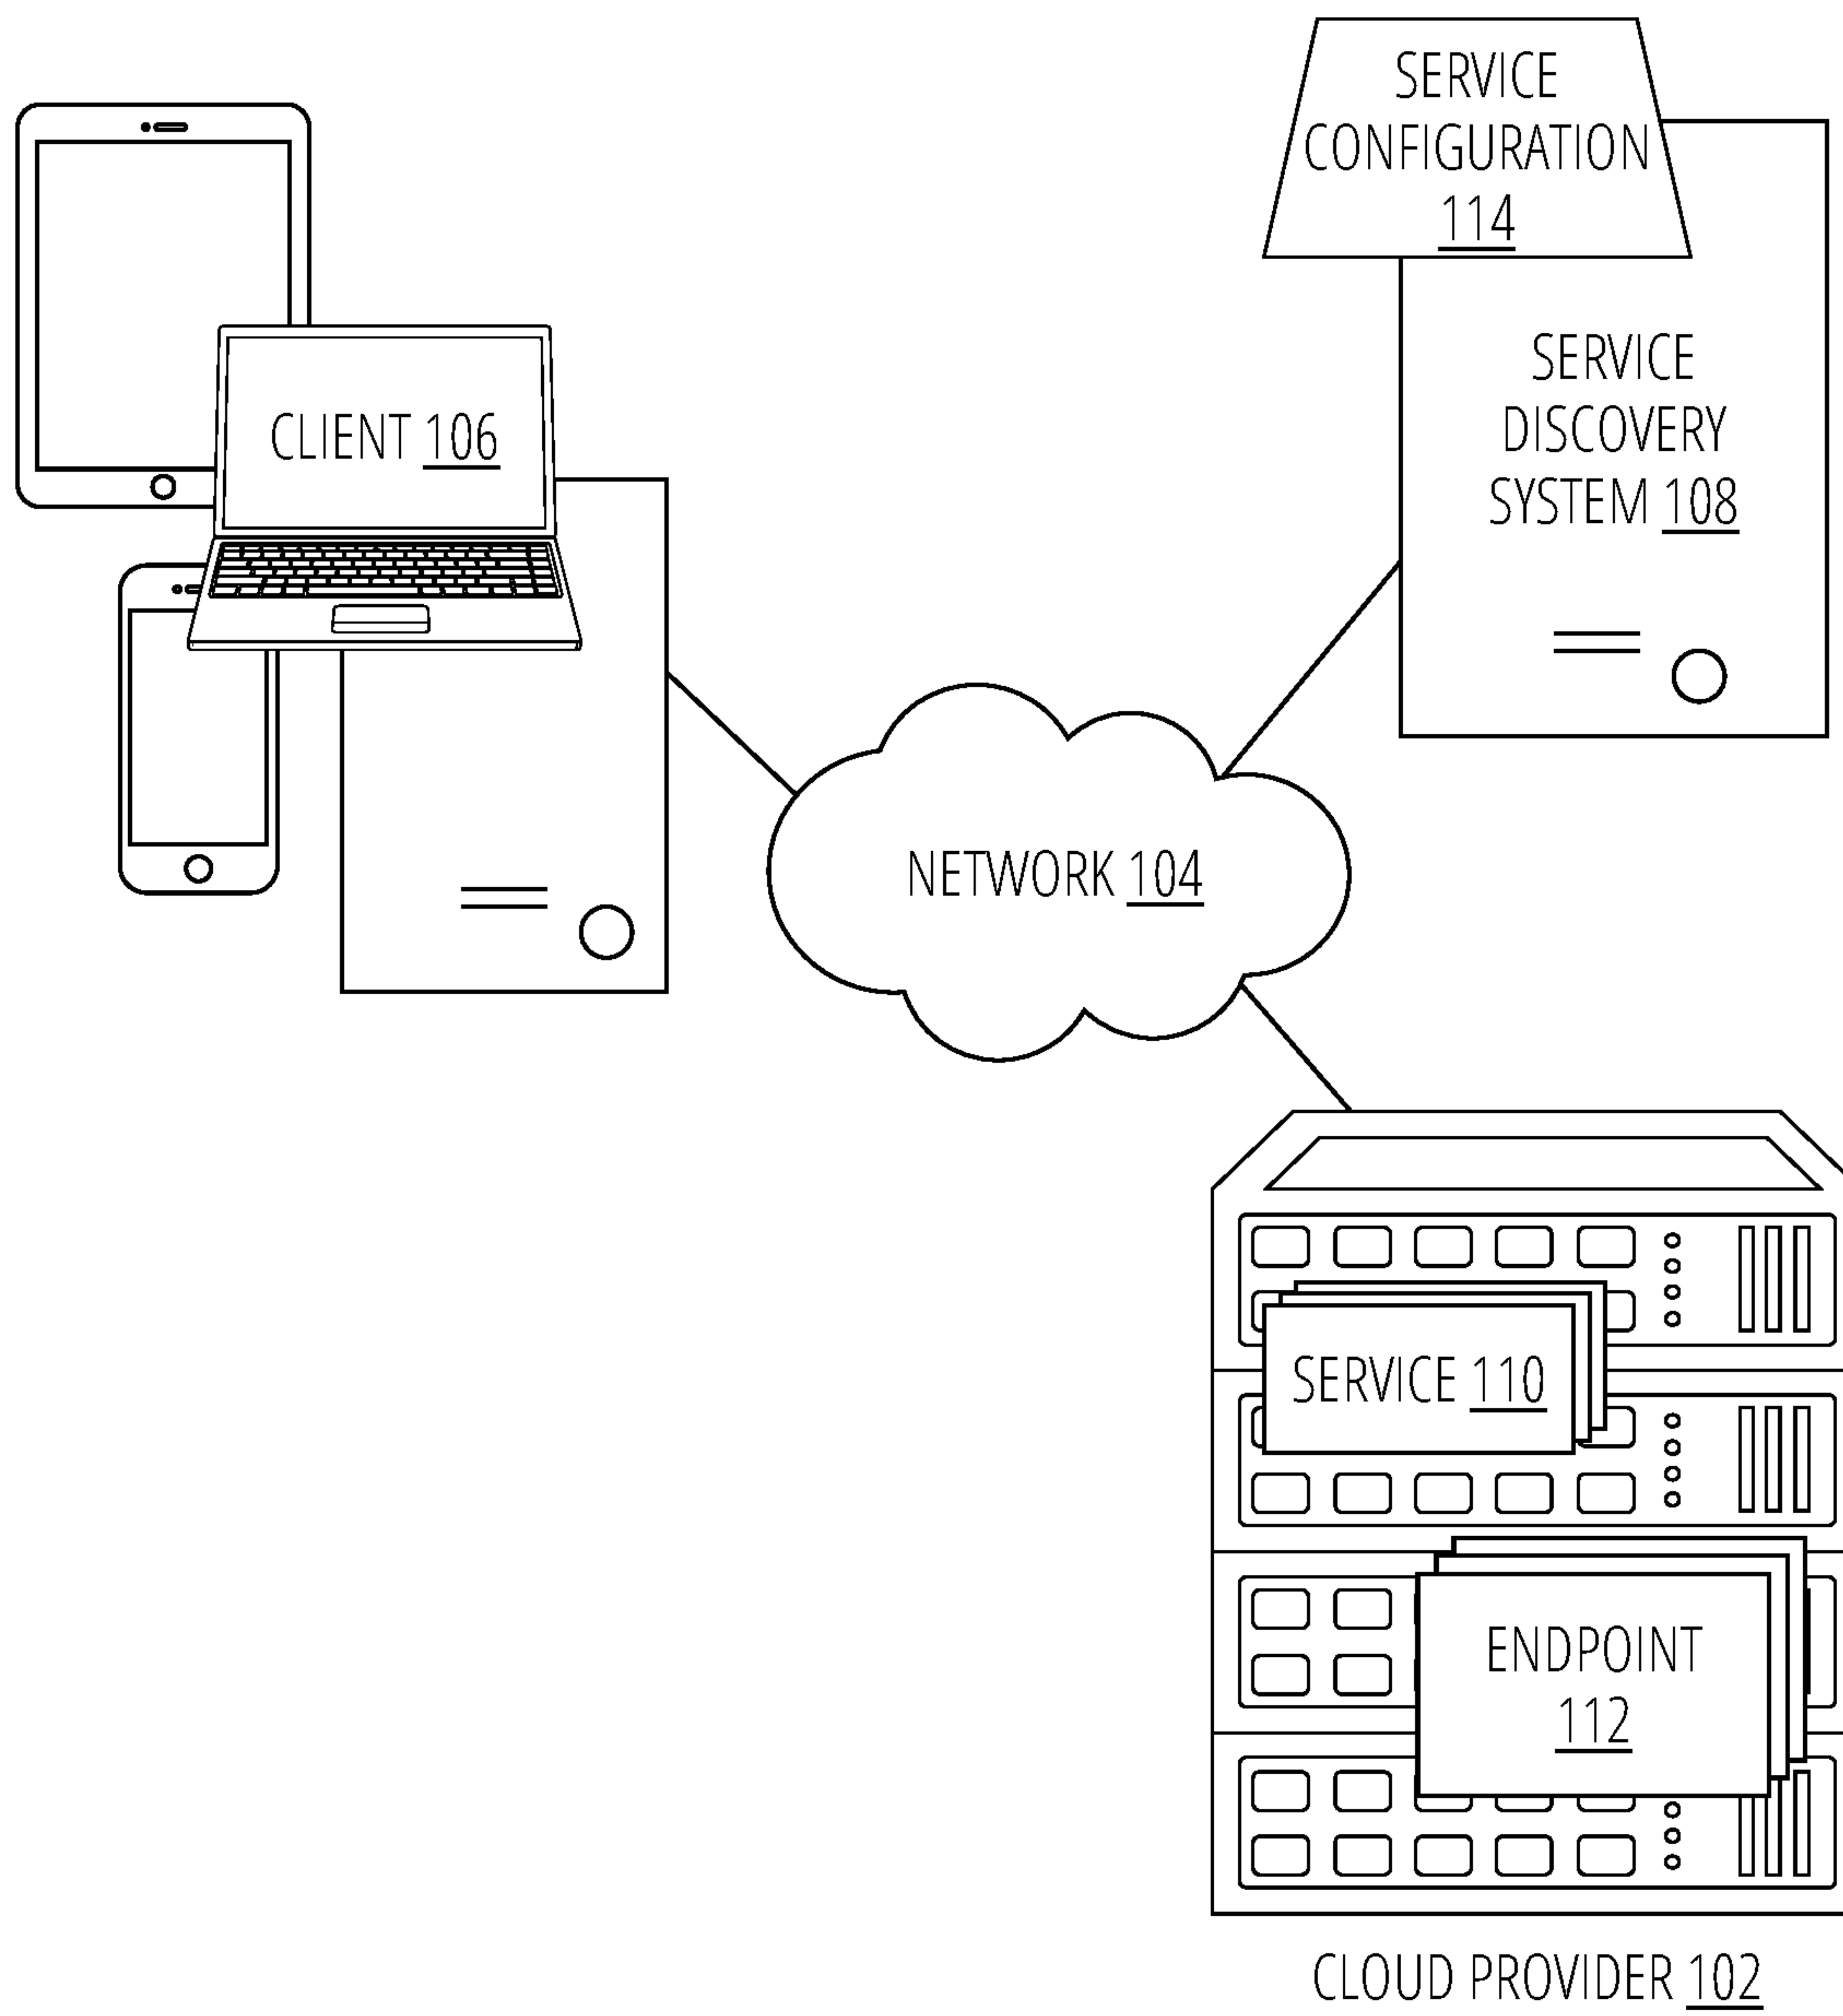 SERVICE
CONFIGURATION
114
SERVICE
DISCOVERY
SYSTEM 108
CLIENT 106
NETWORK 104
SERVICE 110
ENDPOINT
112
CLOUD PROVIDER 102